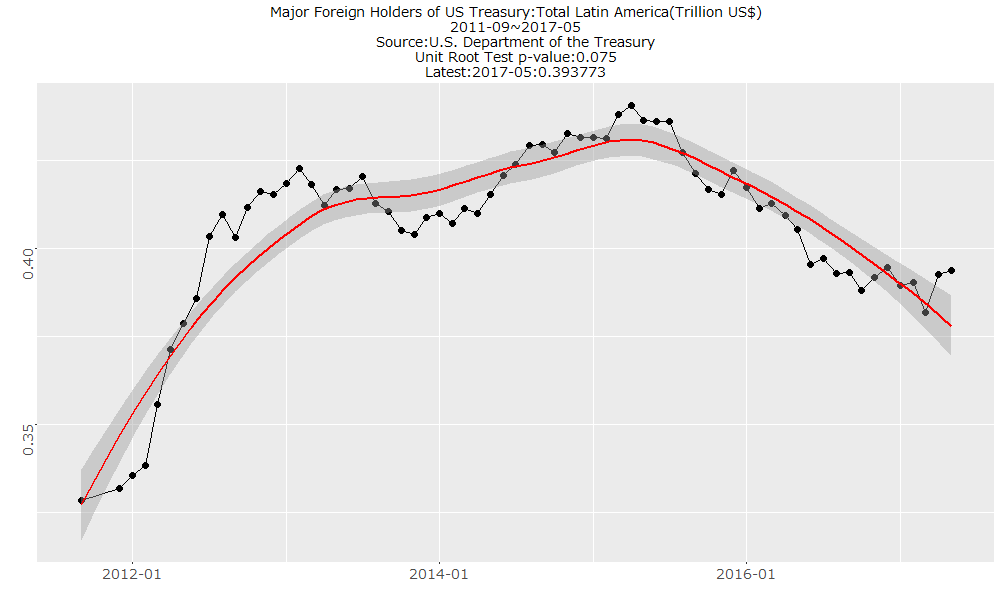 Major Foreign Holders of US Treasury:Total Latin America(Trillion US$)
2011-09~2017-05
Source:U.S. Department of the Treasury
Unit Root Test p-value:0.075
Latest:2017-05:0.393773
0.40
0.35
2012-01
2014-01
2016-01